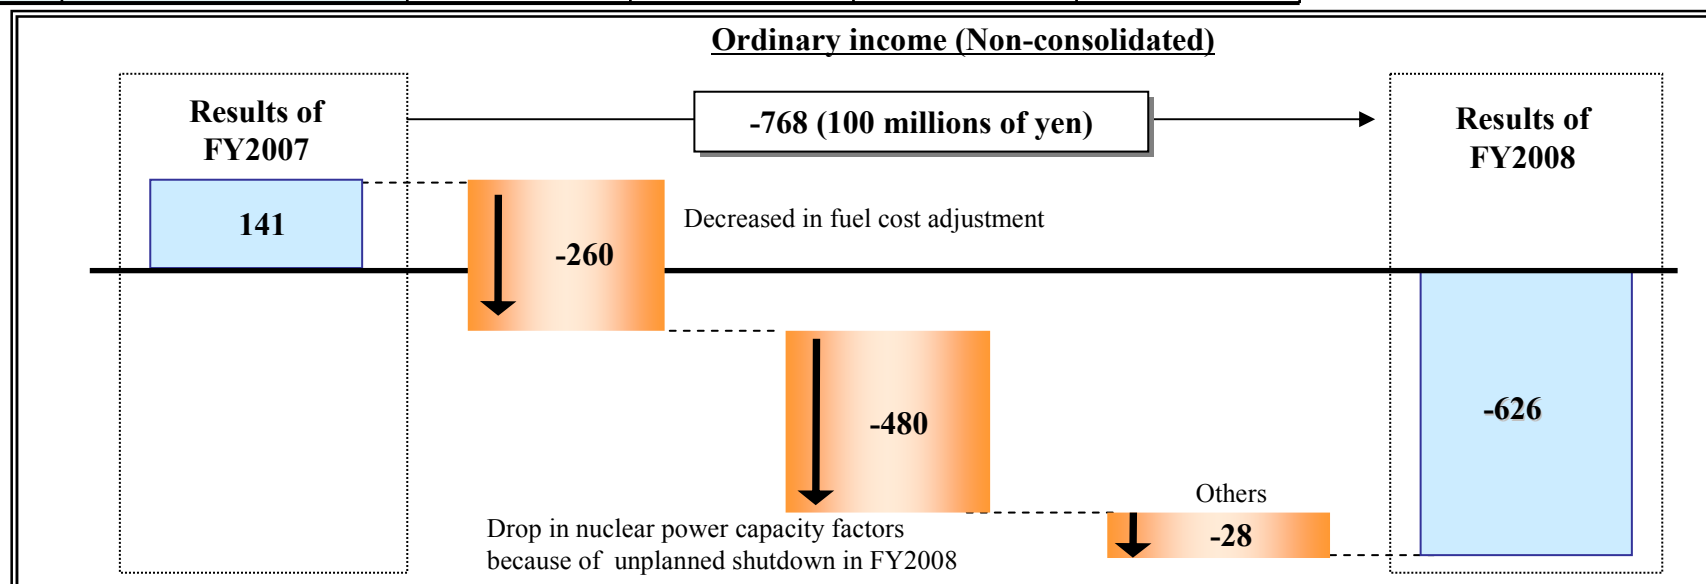 Ordinary income (Non-consolidated)
Results of
FY2007
-768 (100 millions of yen)
Results of
FY2008
141
-260
Decreased in fuel cost adjustment
-480
-626
Others
-28
Drop in nuclear power capacity factors
because of unplanned shutdown in FY2008